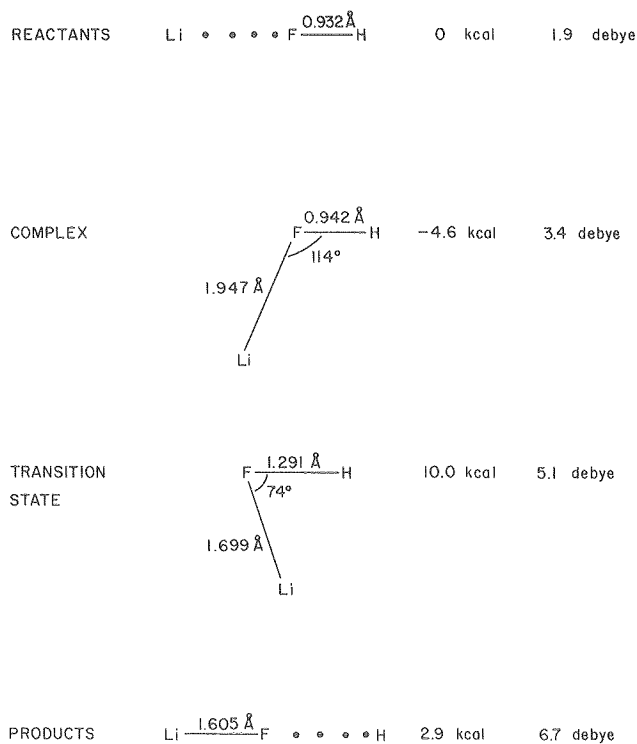 0.932 Å
REACTANTS Li F H 0 kcal 1.9 debye
0.942 Å
COMPLEX F H −4.6 kcal 3.4 debye
114°
1.947 Å
Li
1.291 Å
TRANSITION F H 10.0 kcal 5.1 debye
74°
STATE
1.699 Å
Li
1.605 Å
PRODUCTS Li F H 2.9 kcal 6.7 debye